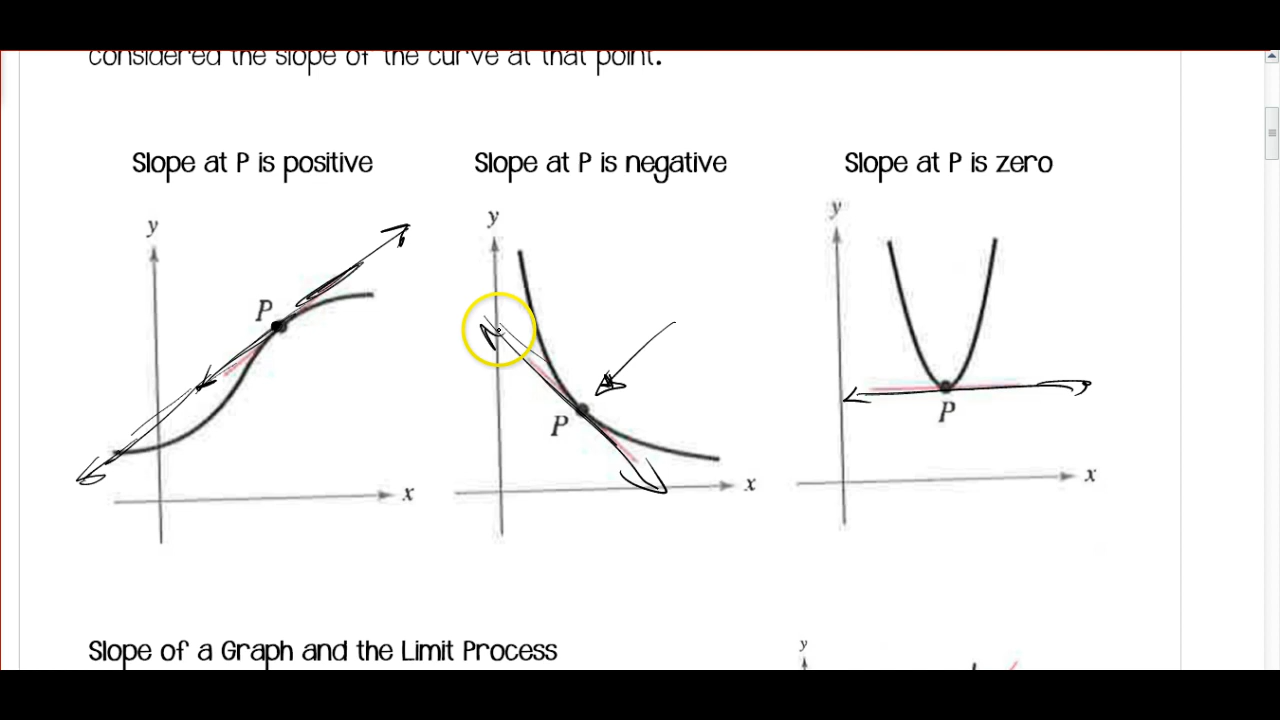 considered the slope of the curve at that point.
Slope at P is positive
Slope at P is negative
Slope at P is zero
y
P
x
y
P
x
y
P
x
Slope of a Graph and the Limit Process
y